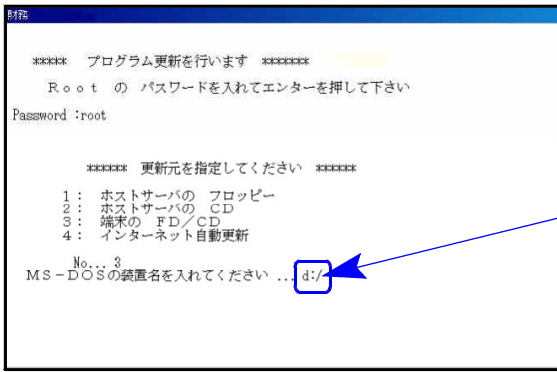 財務
***** プログラム更新を行います *******
Ｒｏｏｔ の パスワードを入れてエンターを押して下さい
Password :root
****** 更新元を指定してください ******
１： ホストサーバの フロッピー
２： ホストサーバの ＣＤ
３： 端末の ＦＤ／ＣＤ
４： インターネット自動更新
No... 3
ＭＳ－ＤＯＳの装置名を入れてください ... d:/